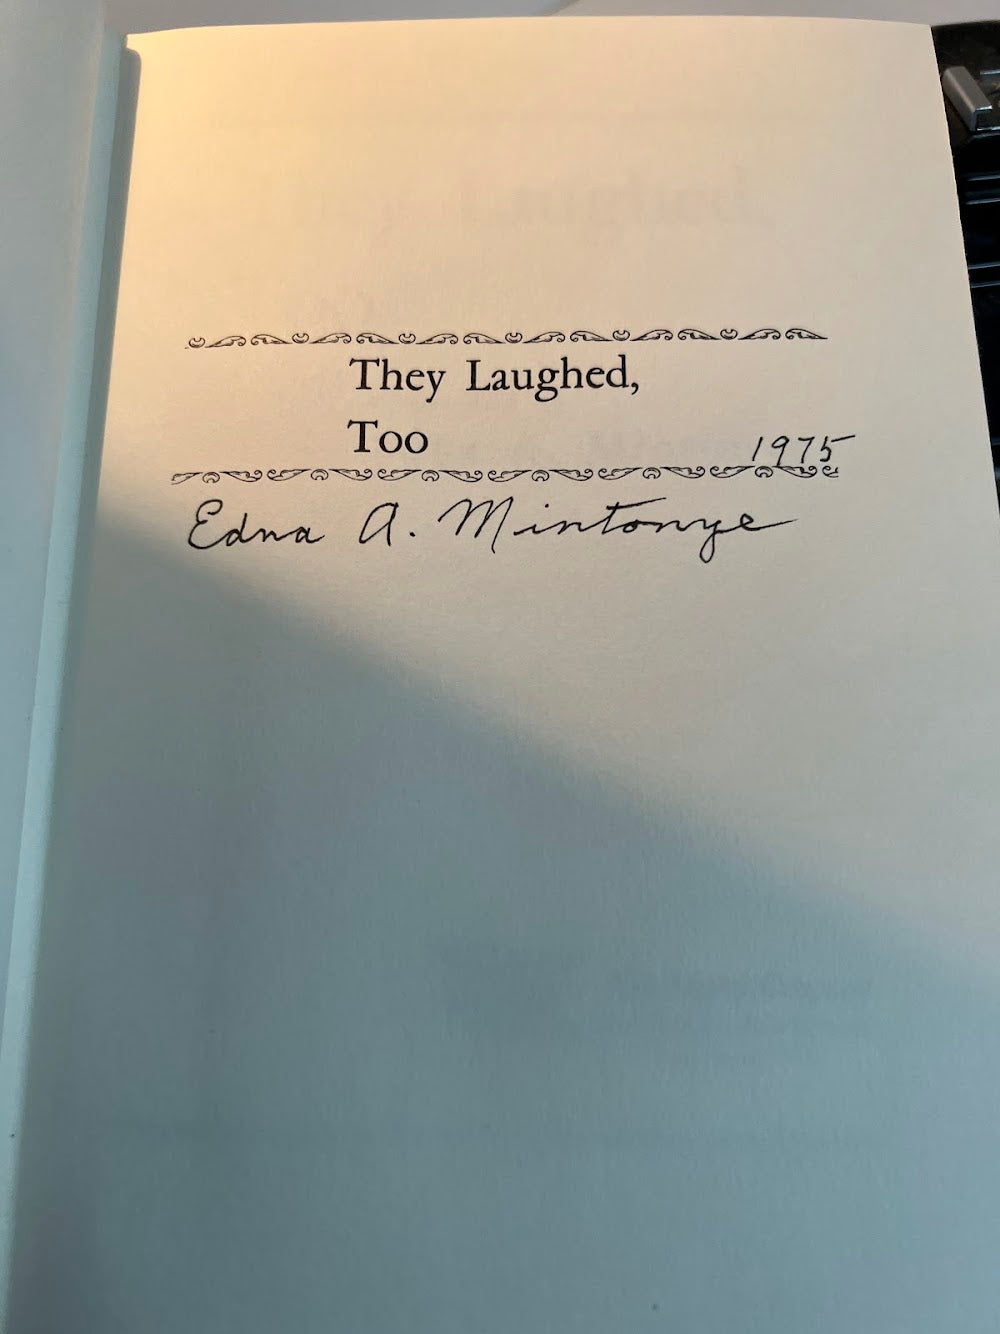 They Laughed,
Too
1975
Edna A. Mintonye